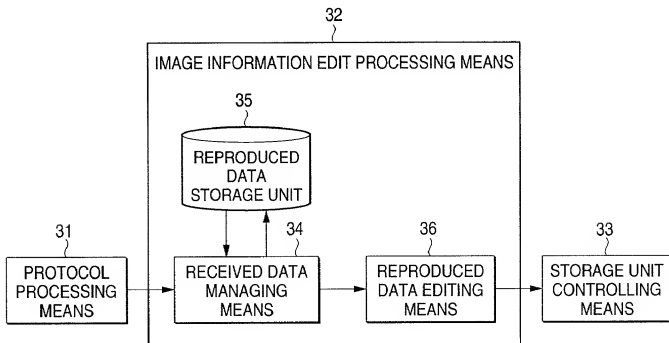 32
IMAGE INFORMATION EDIT PROCESSING MEANS
35
REPRODUCED
DATA
STORAGE UNIT
31
PROTOCOL
PROCESSING
MEANS
34
RECEIVED DATA
MANAGING
MEANS
36
REPRODUCED
DATA EDITING
MEANS
33
STORAGE UNIT
CONTROLLING
MEANS